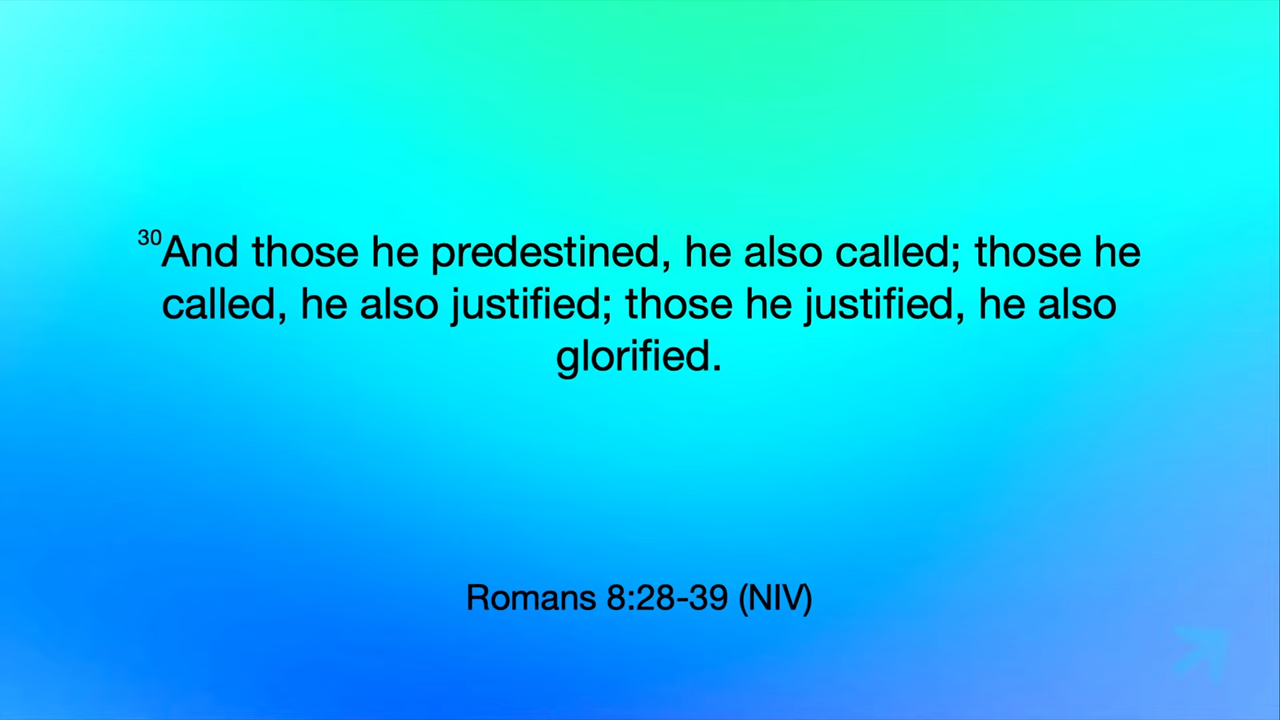 30And those he predestined, he also called; those he
called, he also justified; those he justified, he also
glorified.
Romans 8:28-39 (NIV)